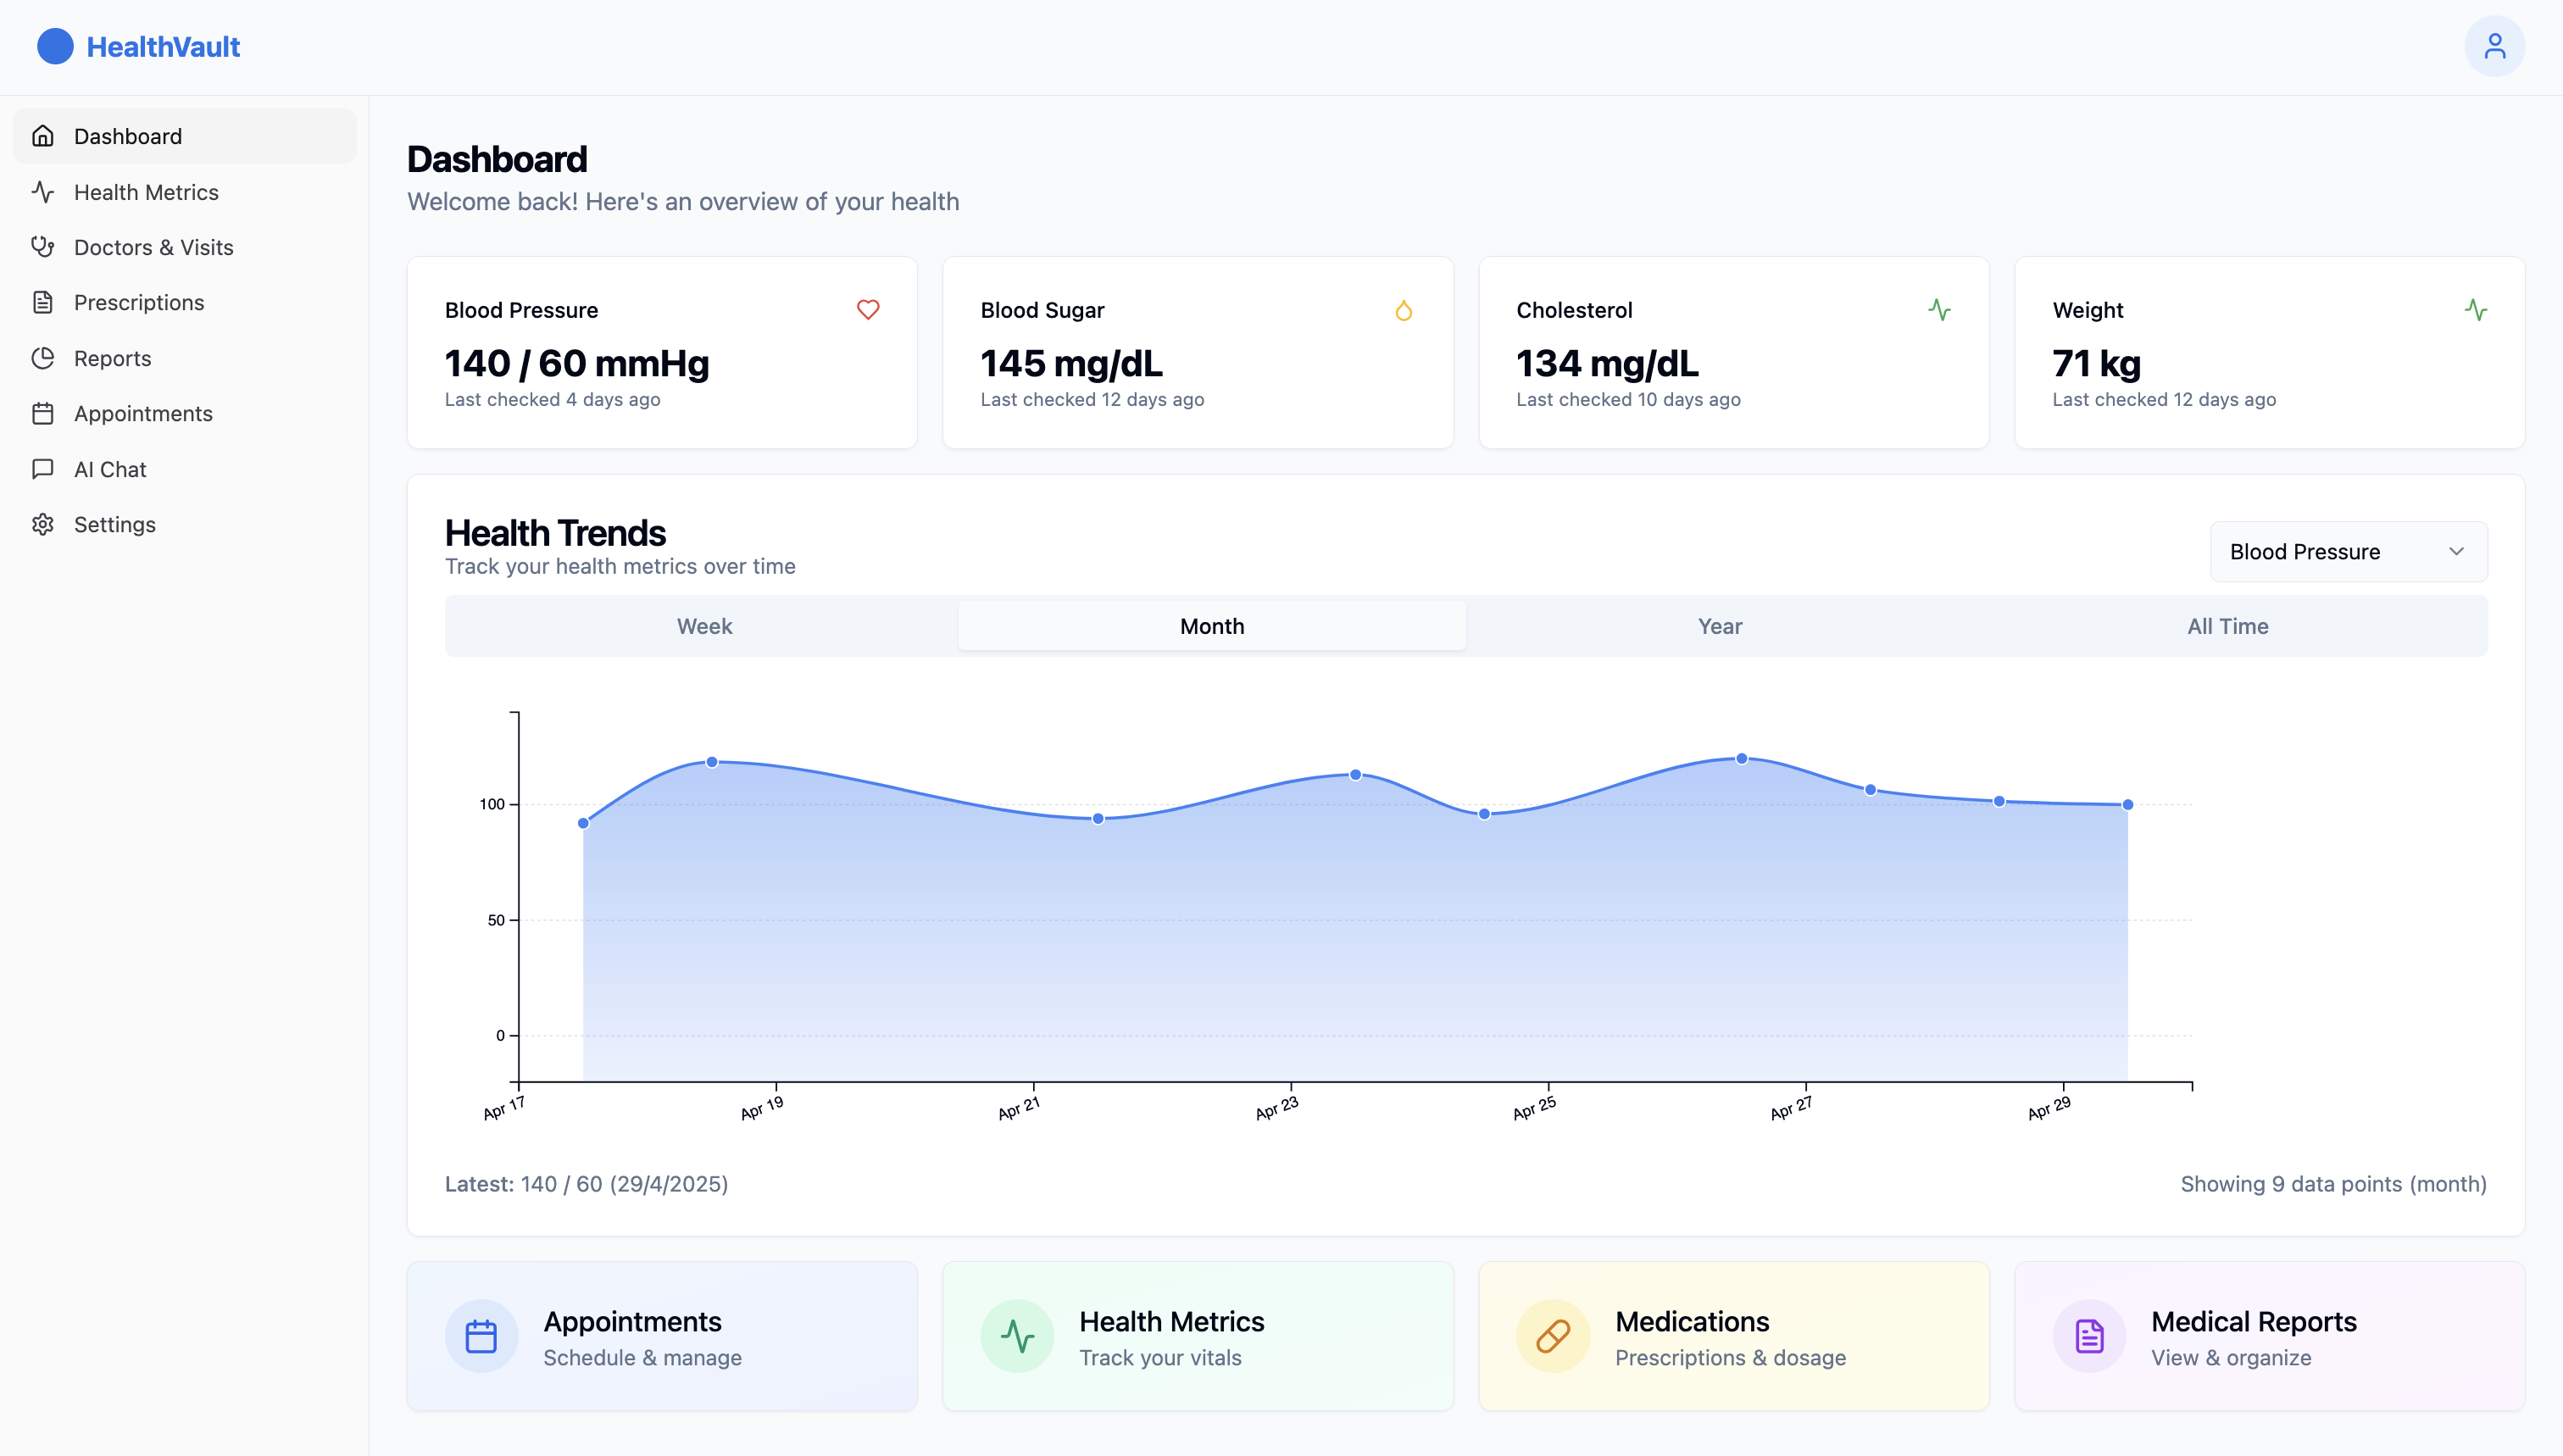 HealthVault
Dashboard
Health Metrics
Doctors & Visits
Prescriptions
Reports
Appointments
AI Chat
Settings
Dashboard
Welcome back! Here's an overview of your health
Blood Pressure
140 / 60 mmHg
Last checked 4 days ago
Blood Sugar
145 mg/dL
Last checked 12 days ago
Cholesterol
134 mg/dL
Last checked 10 days ago
Weight
71 kg
Last checked 12 days ago
Health Trends
Track your health metrics over time
Blood Pressure
Week Month Year All Time
100
50
0
Apr 17 Apr 19 Apr 21 Apr 23 Apr 25 Apr 27 Apr 29
Latest: 140 / 60 (29/4/2025)
Showing 9 data points (month)
Appointments
Schedule & manage
Health Metrics
Track your vitals
Medications
Prescriptions & dosage
Medical Reports
View & organize